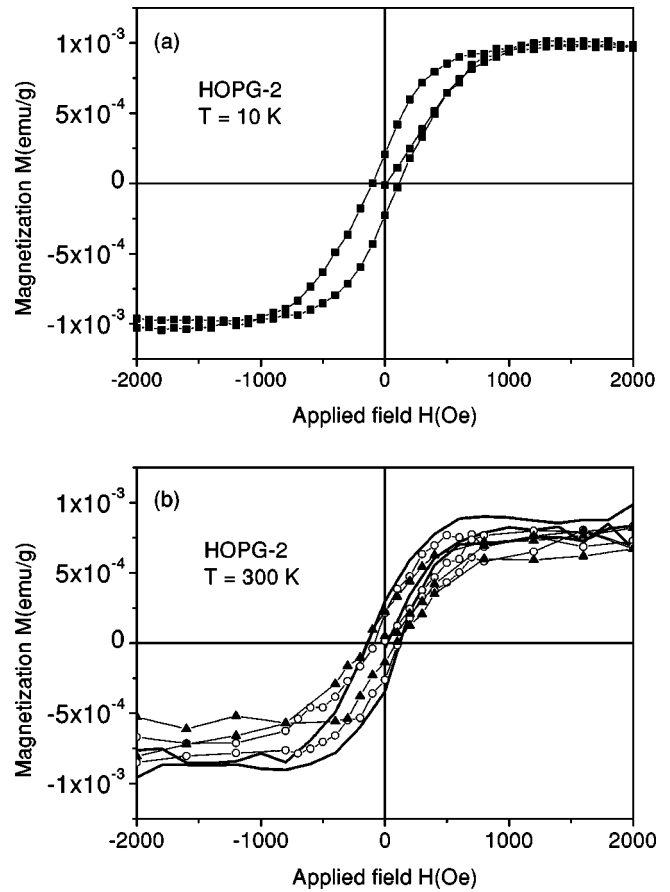 (a)
HOPG-2
T = 10 K
Magnetization M(emu/g)
1x10⁻³
5x10⁻⁴
0
-5x10⁻⁴
-1x10⁻³
-2000 -1000 0 1000 2000
Applied field H(Oe)
(b)
HOPG-2
T = 300 K
Magnetization M(emu/g)
1x10⁻³
5x10⁻⁴
0
-5x10⁻⁴
-1x10⁻³
-2000 -1000 0 1000 2000
Applied field H(Oe)